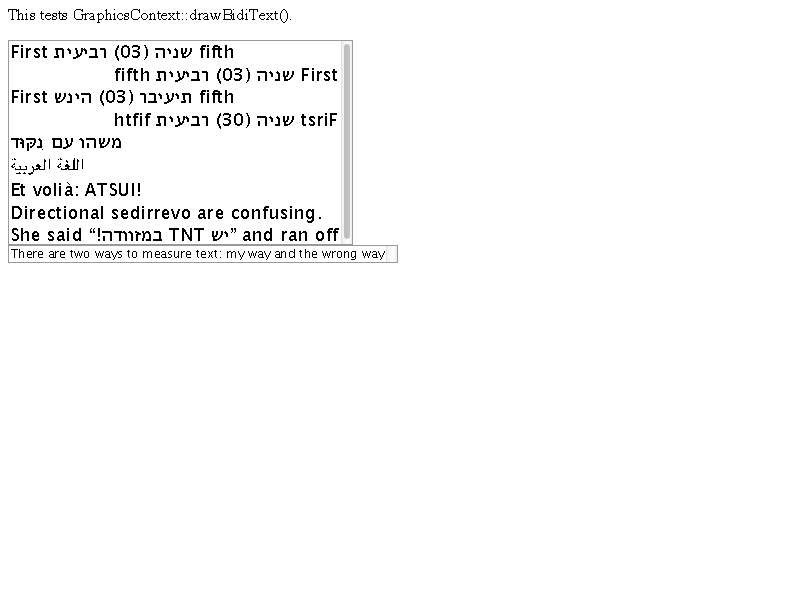 This tests GraphicsContext::drawBidiText().
First שניה (03) רביעית fifth
First שניה (03) רביעית fifth
First תיעיבר (03) הינש fifth
tsriF שניה (30) רביעית htfif
משהו עם נִקּוּד
اللغة العربية
Et volià: ATSUI!
Directional sedirrevo are confusing.
She said “יש TNT במזוודה!” and ran off
There are two ways to measure text: my way and the wrong way